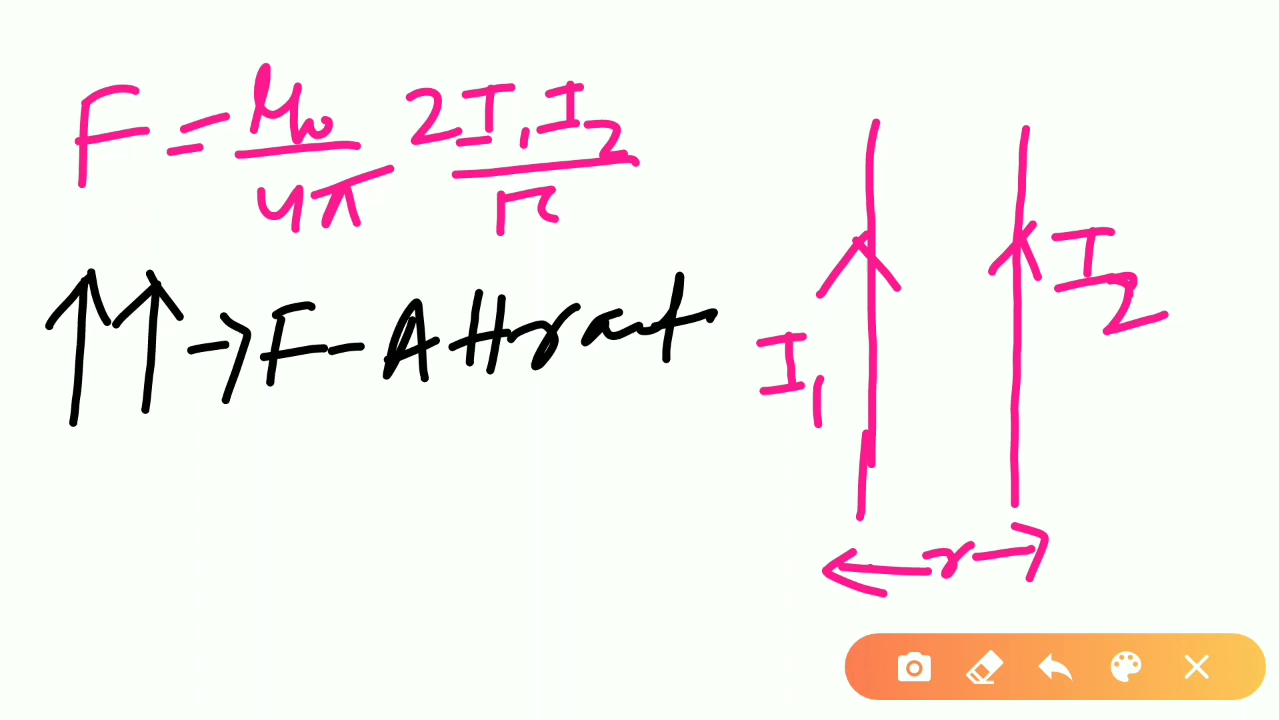 F = μ₀/4π 2I₁I₂/r
↑↑ → F - Attract
I₁
I₂
r